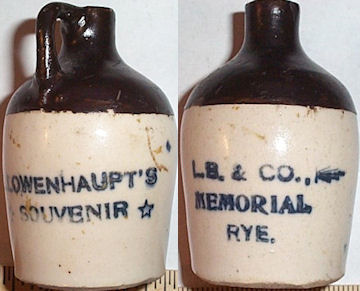 LOWENHAUPT'S
SOUVENIR ☆
L.B. & CO.,
MEMORIAL
RYE.